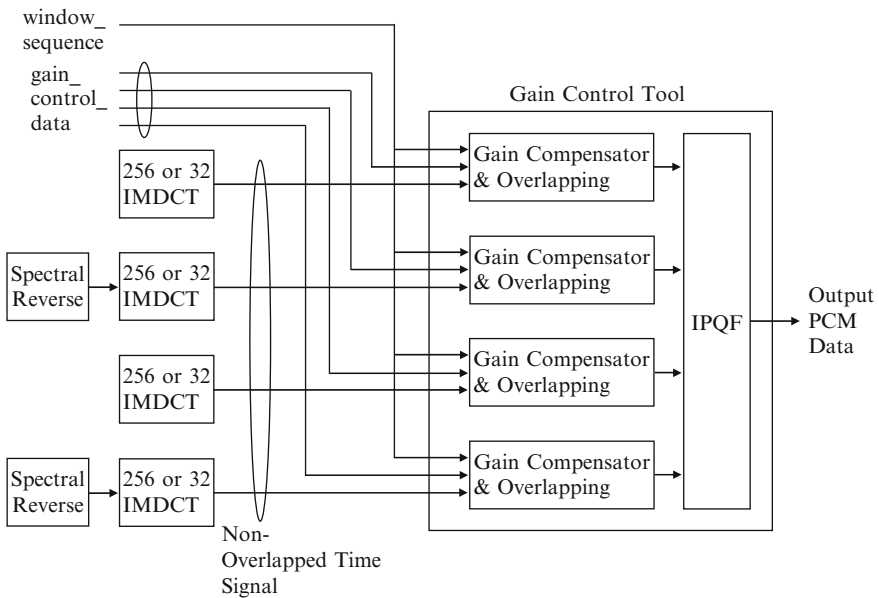 window_
sequence
gain_
control_
data
Gain Control Tool
256 or 32
IMDCT
Gain Compensator
& Overlapping
Spectral
Reverse
256 or 32
IMDCT
Gain Compensator
& Overlapping
IPQF
Output
PCM
Data
256 or 32
IMDCT
Gain Compensator
& Overlapping
Spectral
Reverse
256 or 32
IMDCT
Gain Compensator
& Overlapping
Non-
Overlapped Time
Signal